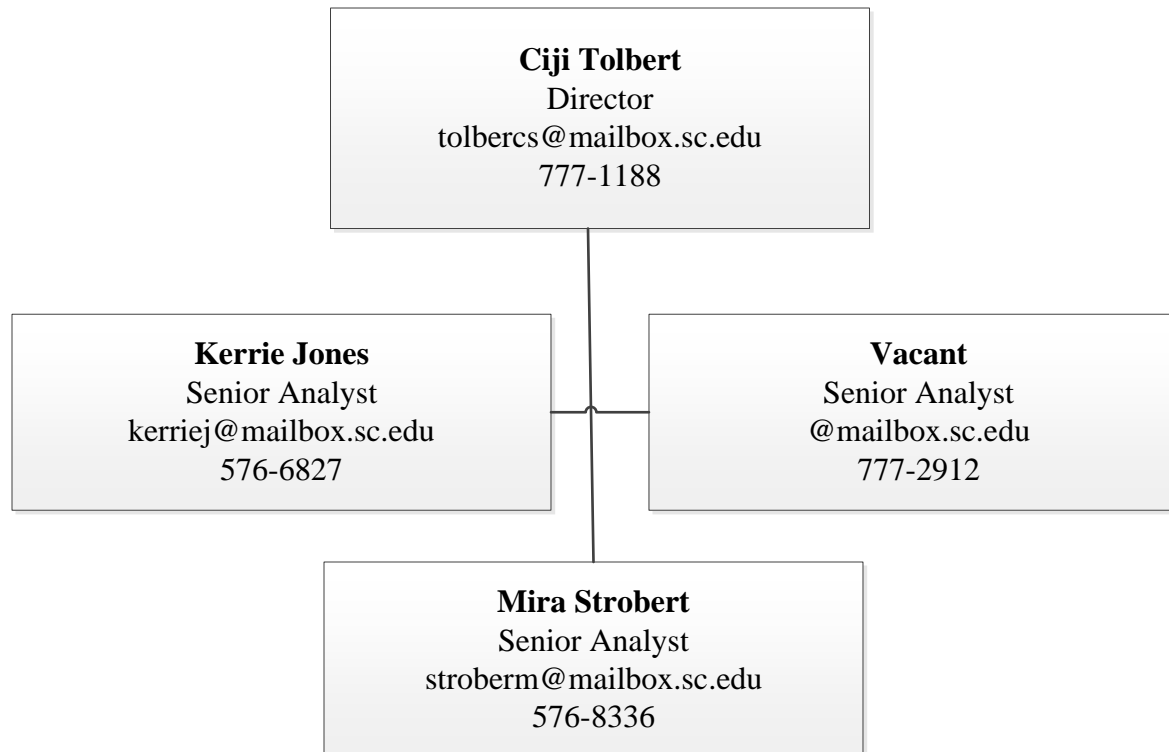 Ciji Tolbert
Director
tolbercs@mailbox.sc.edu
777-1188
Kerrie Jones
Senior Analyst
kerriej@mailbox.sc.edu
576-6827
Vacant
Senior Analyst
@mailbox.sc.edu
777-2912
Mira Strobert
Senior Analyst
stroberm@mailbox.sc.edu
576-8336